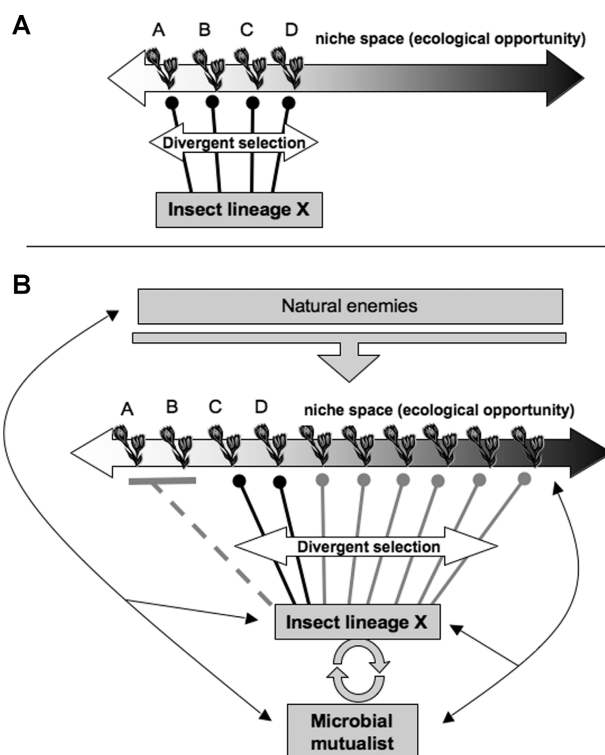 A
A B C D
niche space (ecological opportunity)
Divergent selection
Insect lineage X
B
Natural enemies
A B C D
niche space (ecological opportunity)
Divergent selection
Insect lineage X
Microbial
mutualist